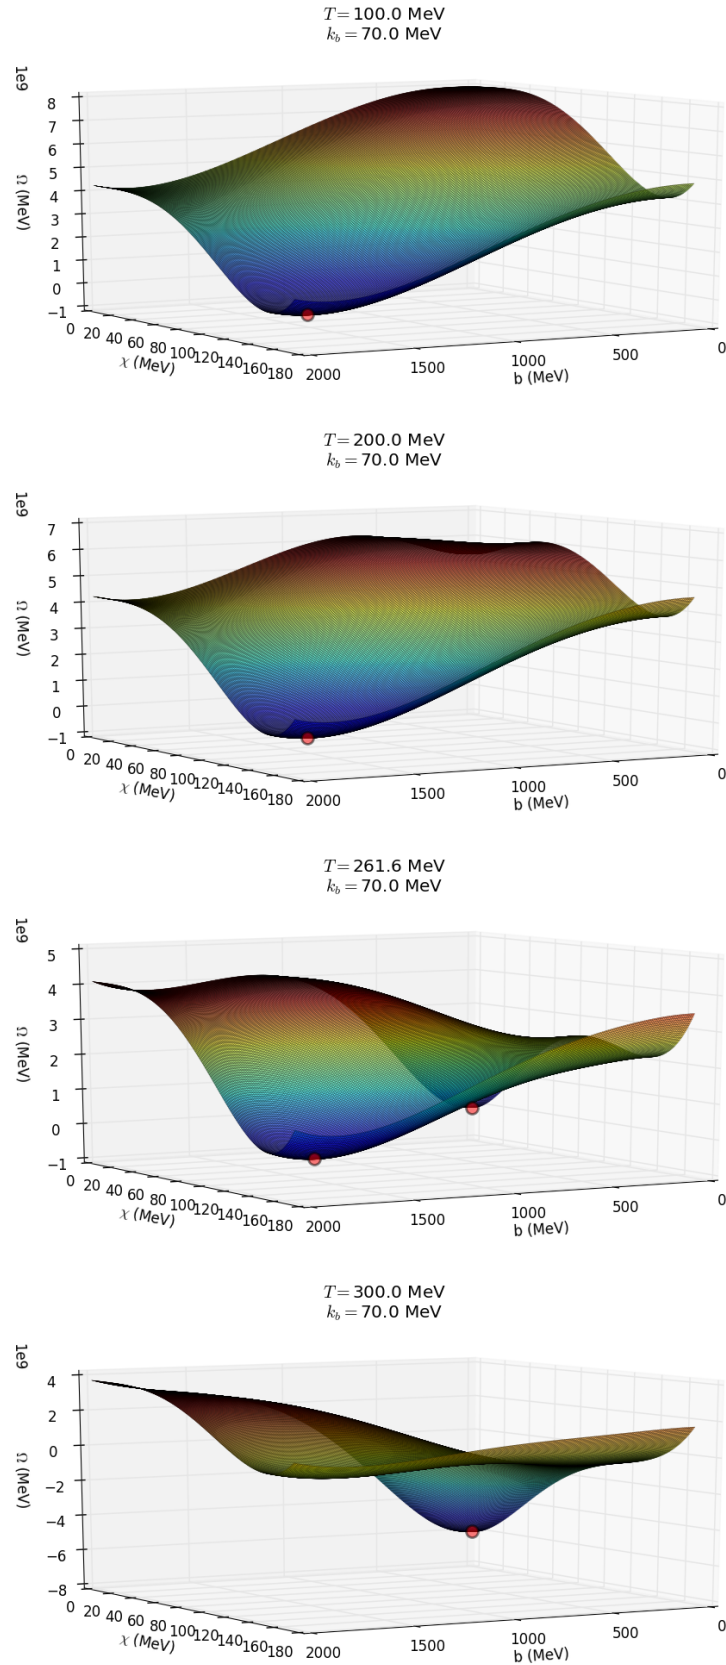 T = 100.0 MeV
k_b = 70.0 MeV
1e9
8
7
6
5
4
3
2
1
0
−1
Ω (MeV)
0 20 40 60 80 100 120 140 160 180
χ (MeV)
2000 1500 1000 500 0
b (MeV)
T = 200.0 MeV
k_b = 70.0 MeV
1e9
7
6
5
4
3
2
1
0
−1
Ω (MeV)
0 20 40 60 80 100 120 140 160 180
χ (MeV)
2000 1500 1000 500 0
b (MeV)
T = 261.6 MeV
k_b = 70.0 MeV
1e9
5
4
3
2
1
0
−1
Ω (MeV)
0 20 40 60 80 100 120 140 160 180
χ (MeV)
2000 1500 1000 500 0
b (MeV)
T = 300.0 MeV
k_b = 70.0 MeV
1e9
4
2
0
−2
−4
−6
−8
Ω (MeV)
0 20 40 60 80 100 120 140 160 180
χ (MeV)
2000 1500 1000 500 0
b (MeV)